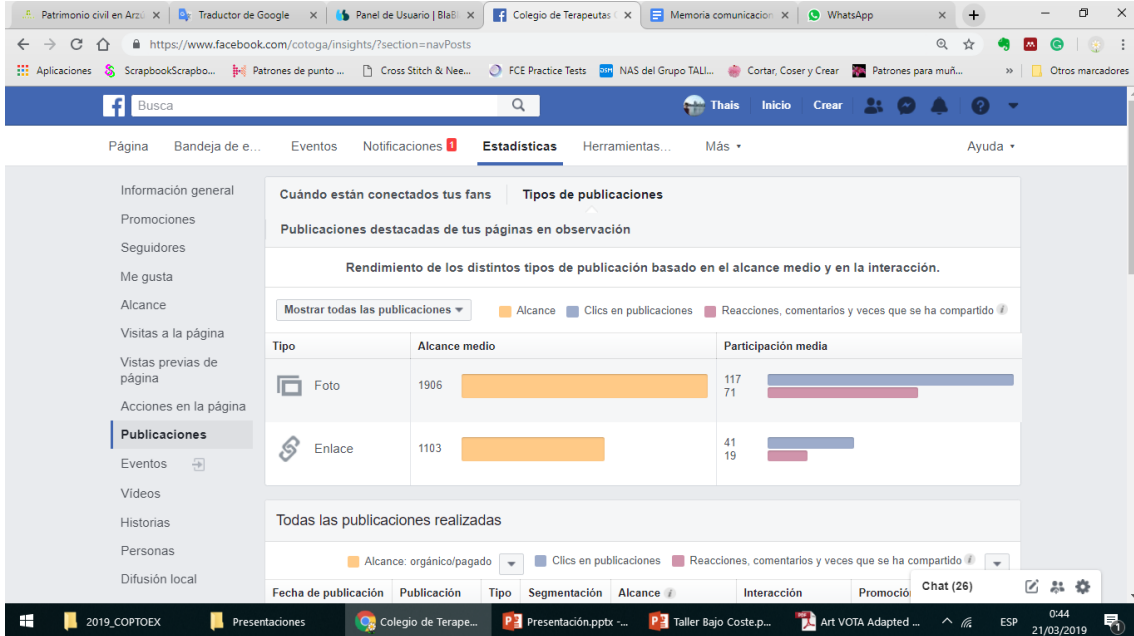 Patrimonio civil en Arzú
Traductor de Google
Panel de Usuario | BlaBl
Colegio de Terapeutas
Memoria comunicacion
WhatsApp
https://www.facebook.com/cotoga/insights/?section=navPosts
Aplicaciones
ScrapbookScrapbo...
Patrones de punto ...
Cross Stitch & Nee...
FCE Practice Tests
NAS del Grupo TALI...
Cortar, Coser y Crear
Patrones para muñ...
»
Otros marcadores
Busca
Thais
Inicio
Crear
Página
Bandeja de e...
Eventos
Notificaciones 1
Estadísticas
Herramientas...
Más
Ayuda
Información general
Promociones
Seguidores
Me gusta
Alcance
Visitas a la página
Vistas previas de
página
Acciones en la página
Publicaciones
Eventos
Vídeos
Historias
Personas
Difusión local
Cuándo están conectados tus fans
Tipos de publicaciones
Publicaciones destacadas de tus páginas en observación
Rendimiento de los distintos tipos de publicación basado en el alcance medio y en la interacción.
Mostrar todas las publicaciones
Alcance
Clics en publicaciones
Reacciones, comentarios y veces que se ha compartido i
Tipo
Alcance medio
Participación media
Foto
1906
117
71
Enlace
1103
41
19
Todas las publicaciones realizadas
Alcance: orgánico/pagado
Clics en publicaciones
Reacciones, comentarios y veces que se ha compartido i
Fecha de publicación
Publicación
Tipo
Segmentación
Alcance i
Interacción
Promoció
Chat (26)
2019_COPTOEX
Presentaciones
Colegio de Terape...
Presentación.pptx -...
Taller Bajo Coste.p...
Art VOTA Adapted ...
ESP
0:44
21/03/2019
1